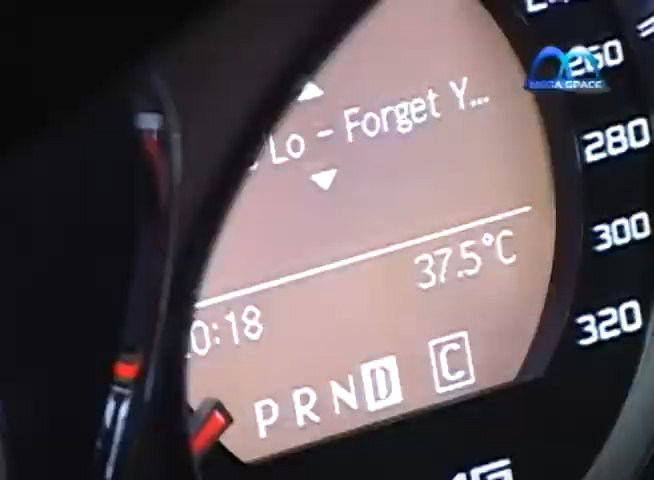 260
MEGA SPACE
Lo - Forget Y...
280
300
37.5°C
0:18
320
P R N D C